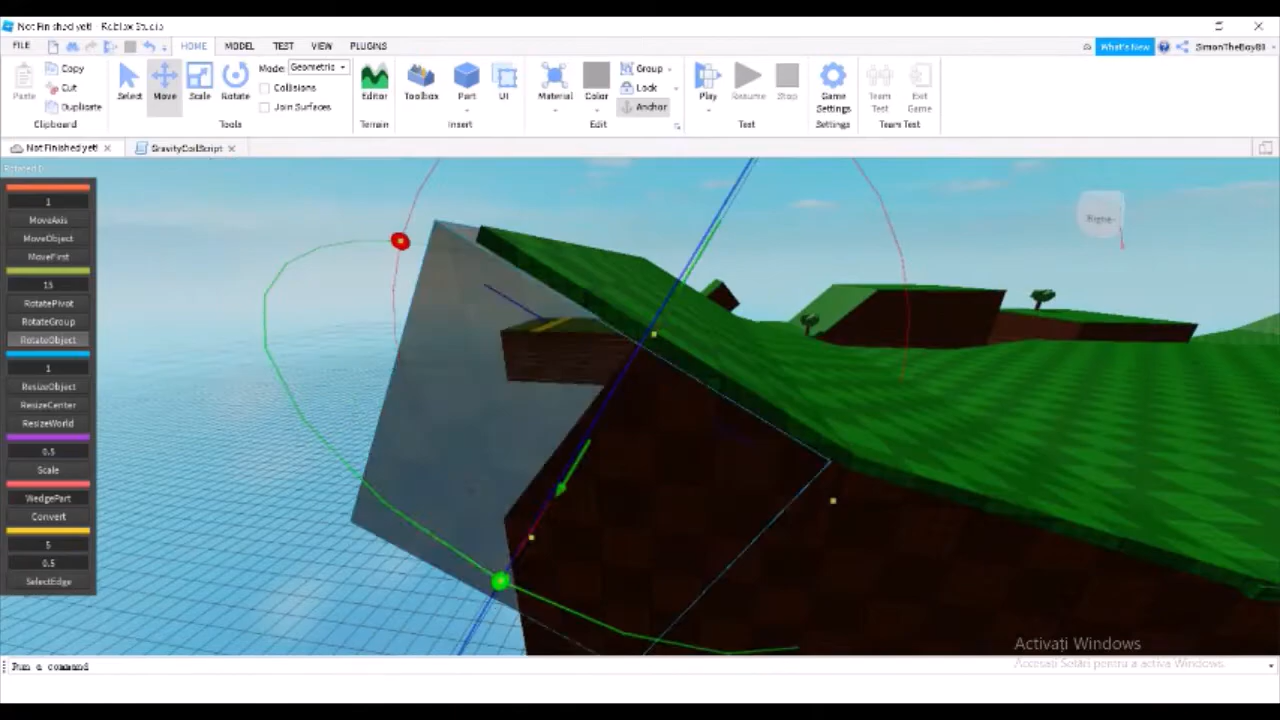 Not Finished yet! - Roblox Studio
FILE HOME MODEL TEST VIEW PLUGINS What's New SimonTheBoyBB
Paste Copy Cut Duplicate
Clipboard
Select Move Scale Rotate Mode: Geometric Collisions Join Surfaces
Tools
Editor
Terrain
Toolbox Part UI
Insert
Material Color Group Lock Anchor
Edit
Play Resume Stop
Test
Game Settings
Settings
Team Test Exit Game
Team Test
Not Finished yet! GravityCoilScript
Rotated 0
1
MoveAxis
MoveObject
MoveFirst
15
RotatePivot
RotateGroup
RotateObject
1
ResizeObject
ResizeCenter
ResizeWorld
0.5
Scale
WedgePart
Convert
5
0.5
SelectEdge
Right
Activați Windows
Accesați Setări pentru a activa Windows.
Run a command